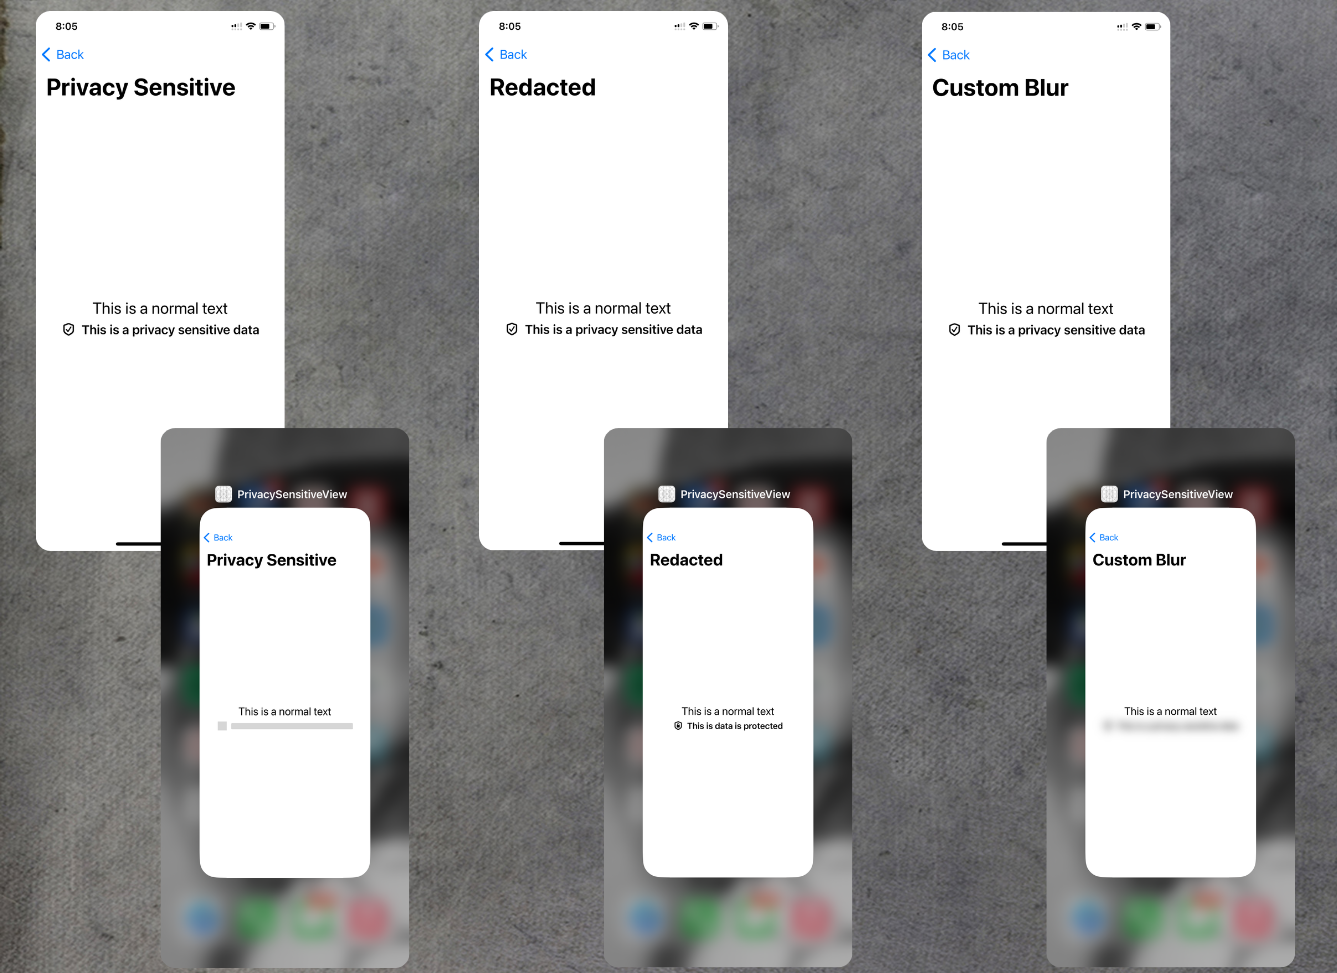 8:05
Back
Privacy Sensitive
This is a normal text
This is a privacy sensitive data
PrivacySensitiveView
Back
Privacy Sensitive
This is a normal text
8:05
Back
Redacted
This is a normal text
This is a privacy sensitive data
PrivacySensitiveView
Back
Redacted
This is a normal text
This is data is protected
8:05
Back
Custom Blur
This is a normal text
This is a privacy sensitive data
PrivacySensitiveView
Back
Custom Blur
This is a normal text